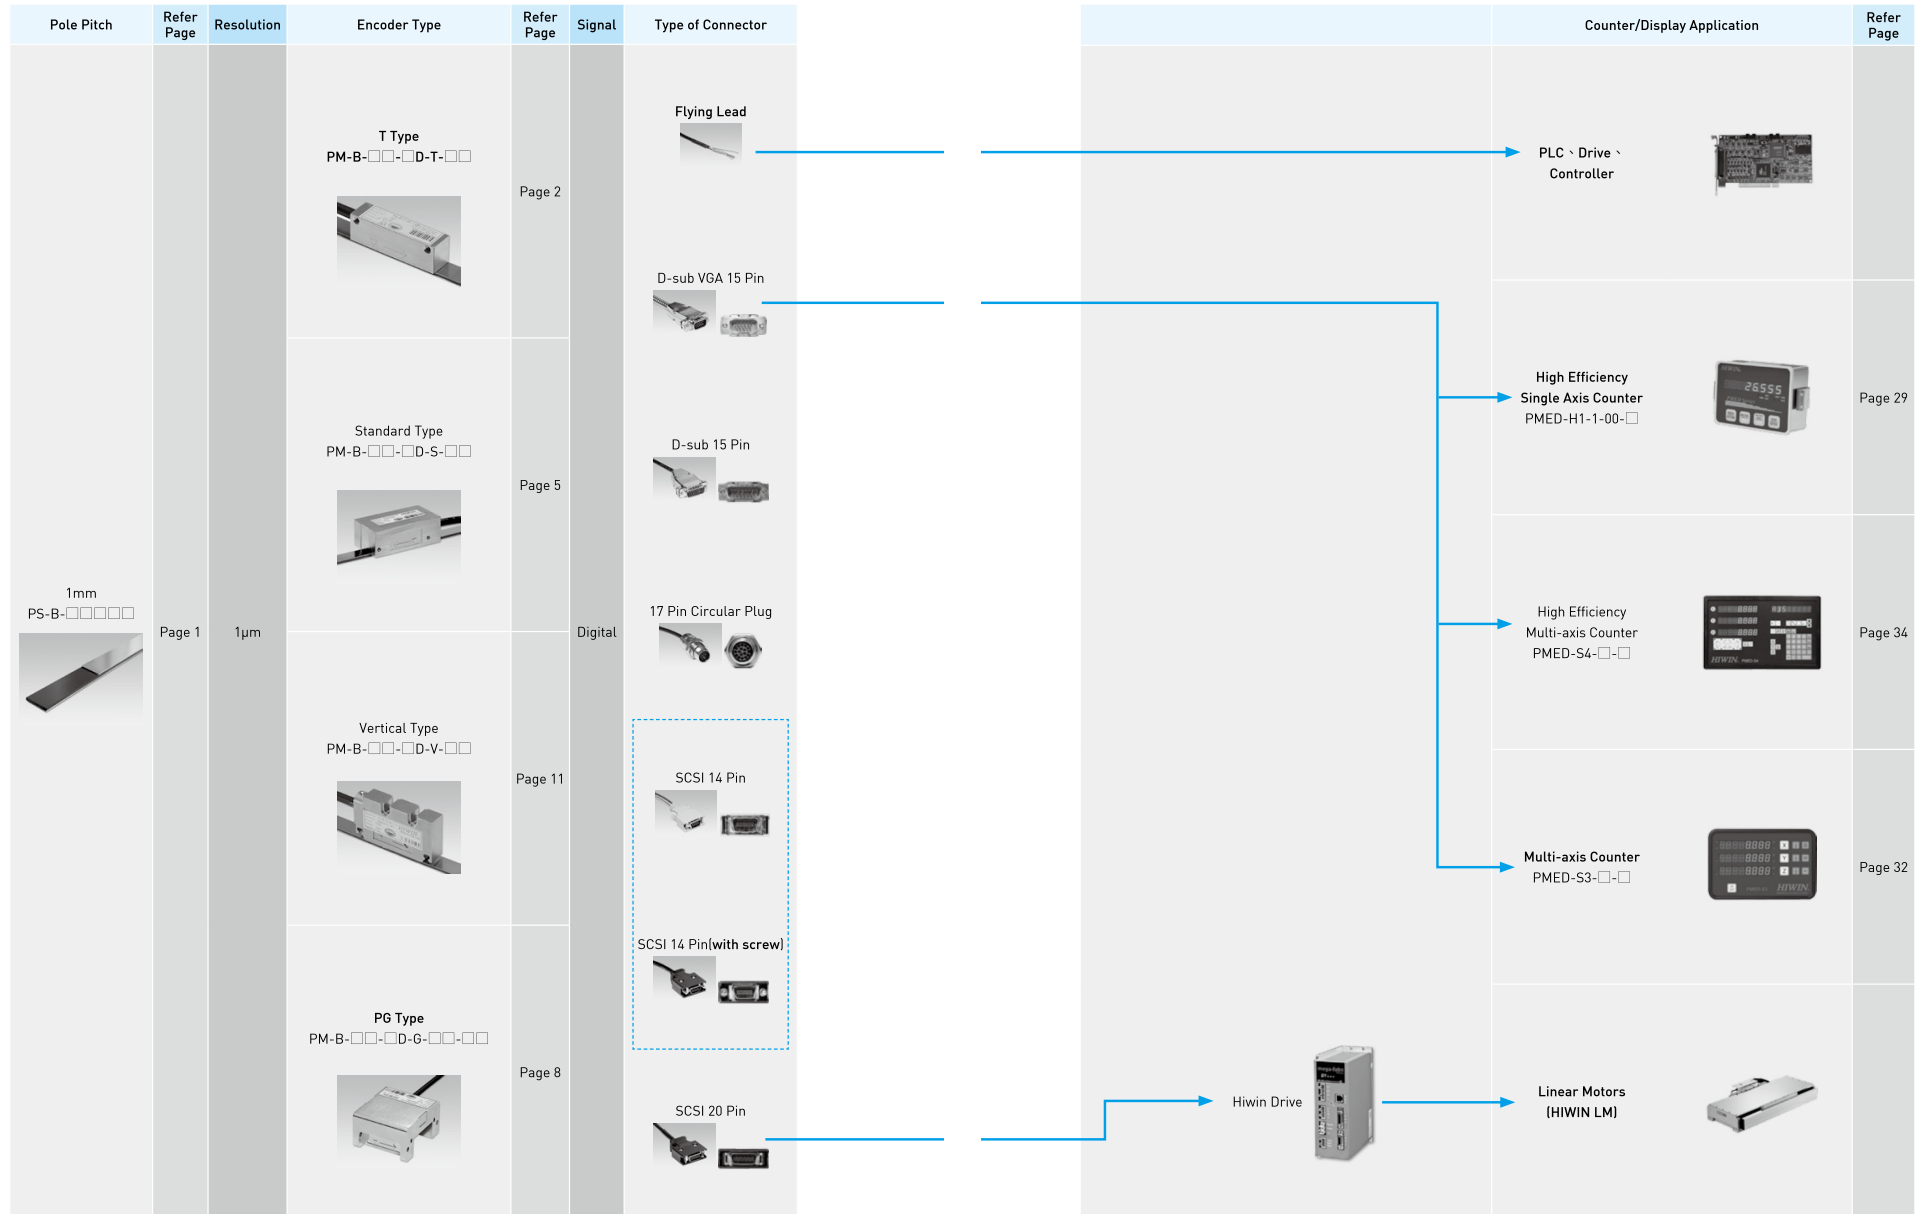 Pole Pitch
Refer
Page
Resolution
Encoder Type
Refer
Page
Signal
Type of Connector
Counter/Display Application
Refer
Page
1mm
PS-B-□□□□□
Page 1
1µm
T Type
PM-B-□□-□D-T-□□
Page 2
Standard Type
PM-B-□□-□D-S-□□
Page 5
Vertical Type
PM-B-□□-□D-V-□□
Page 11
PG Type
PM-B-□□-□D-G-□□-□□
Page 8
Digital
Flying Lead
D-sub VGA 15 Pin
D-sub 15 Pin
17 Pin Circular Plug
SCSI 14 Pin
SCSI 14 Pin(with screw)
SCSI 20 Pin
Hiwin Drive
PLC、Drive、
Controller
High Efficiency
Single Axis Counter
PMED-H1-1-00-□
HIWIN.
26.555
Page 29
High Efficiency
Multi-axis Counter
PMED-S4-□-□
HIWIN.
Page 34
Multi-axis Counter
PMED-S3-□-□
HIWIN.
Page 32
Linear Motors
(HIWIN LM)